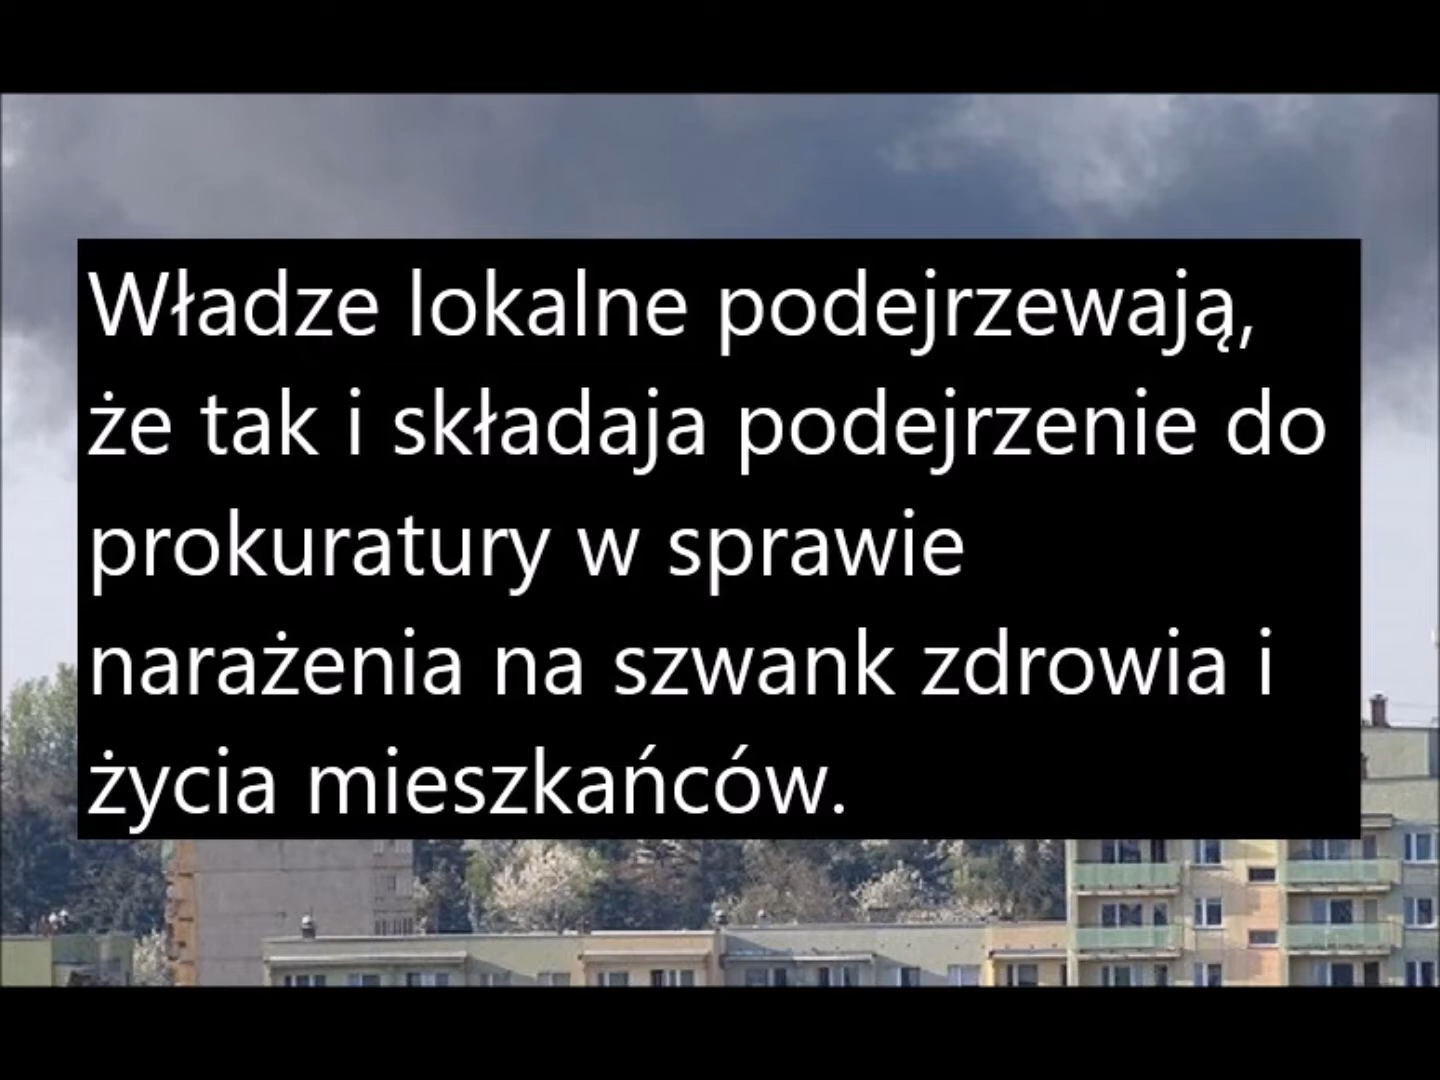 Władze lokalne podejrzewają,
że tak i składaja podejrzenie do
prokuratury w sprawie
narażenia na szwank zdrowia i
życia mieszkańców.